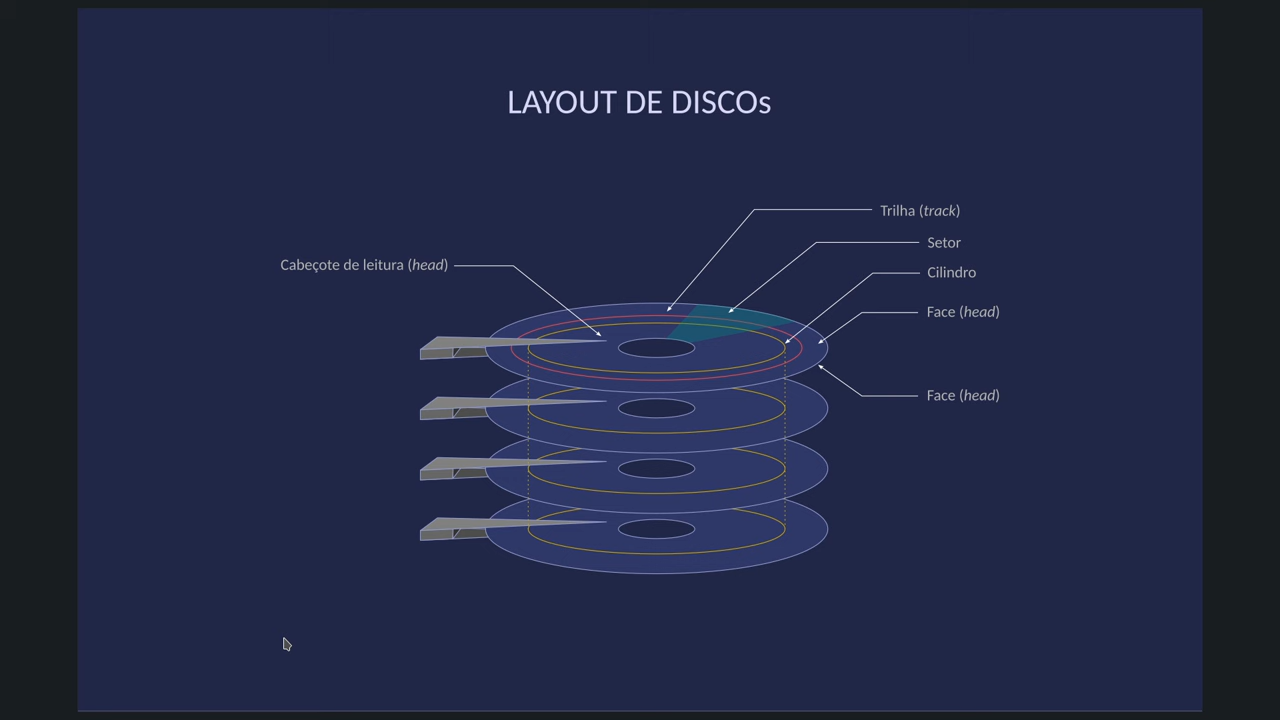 LAYOUT DE DISCOs
Trilha (track)
Setor
Cabeçote de leitura (head)
Cilindro
Face (head)
Face (head)